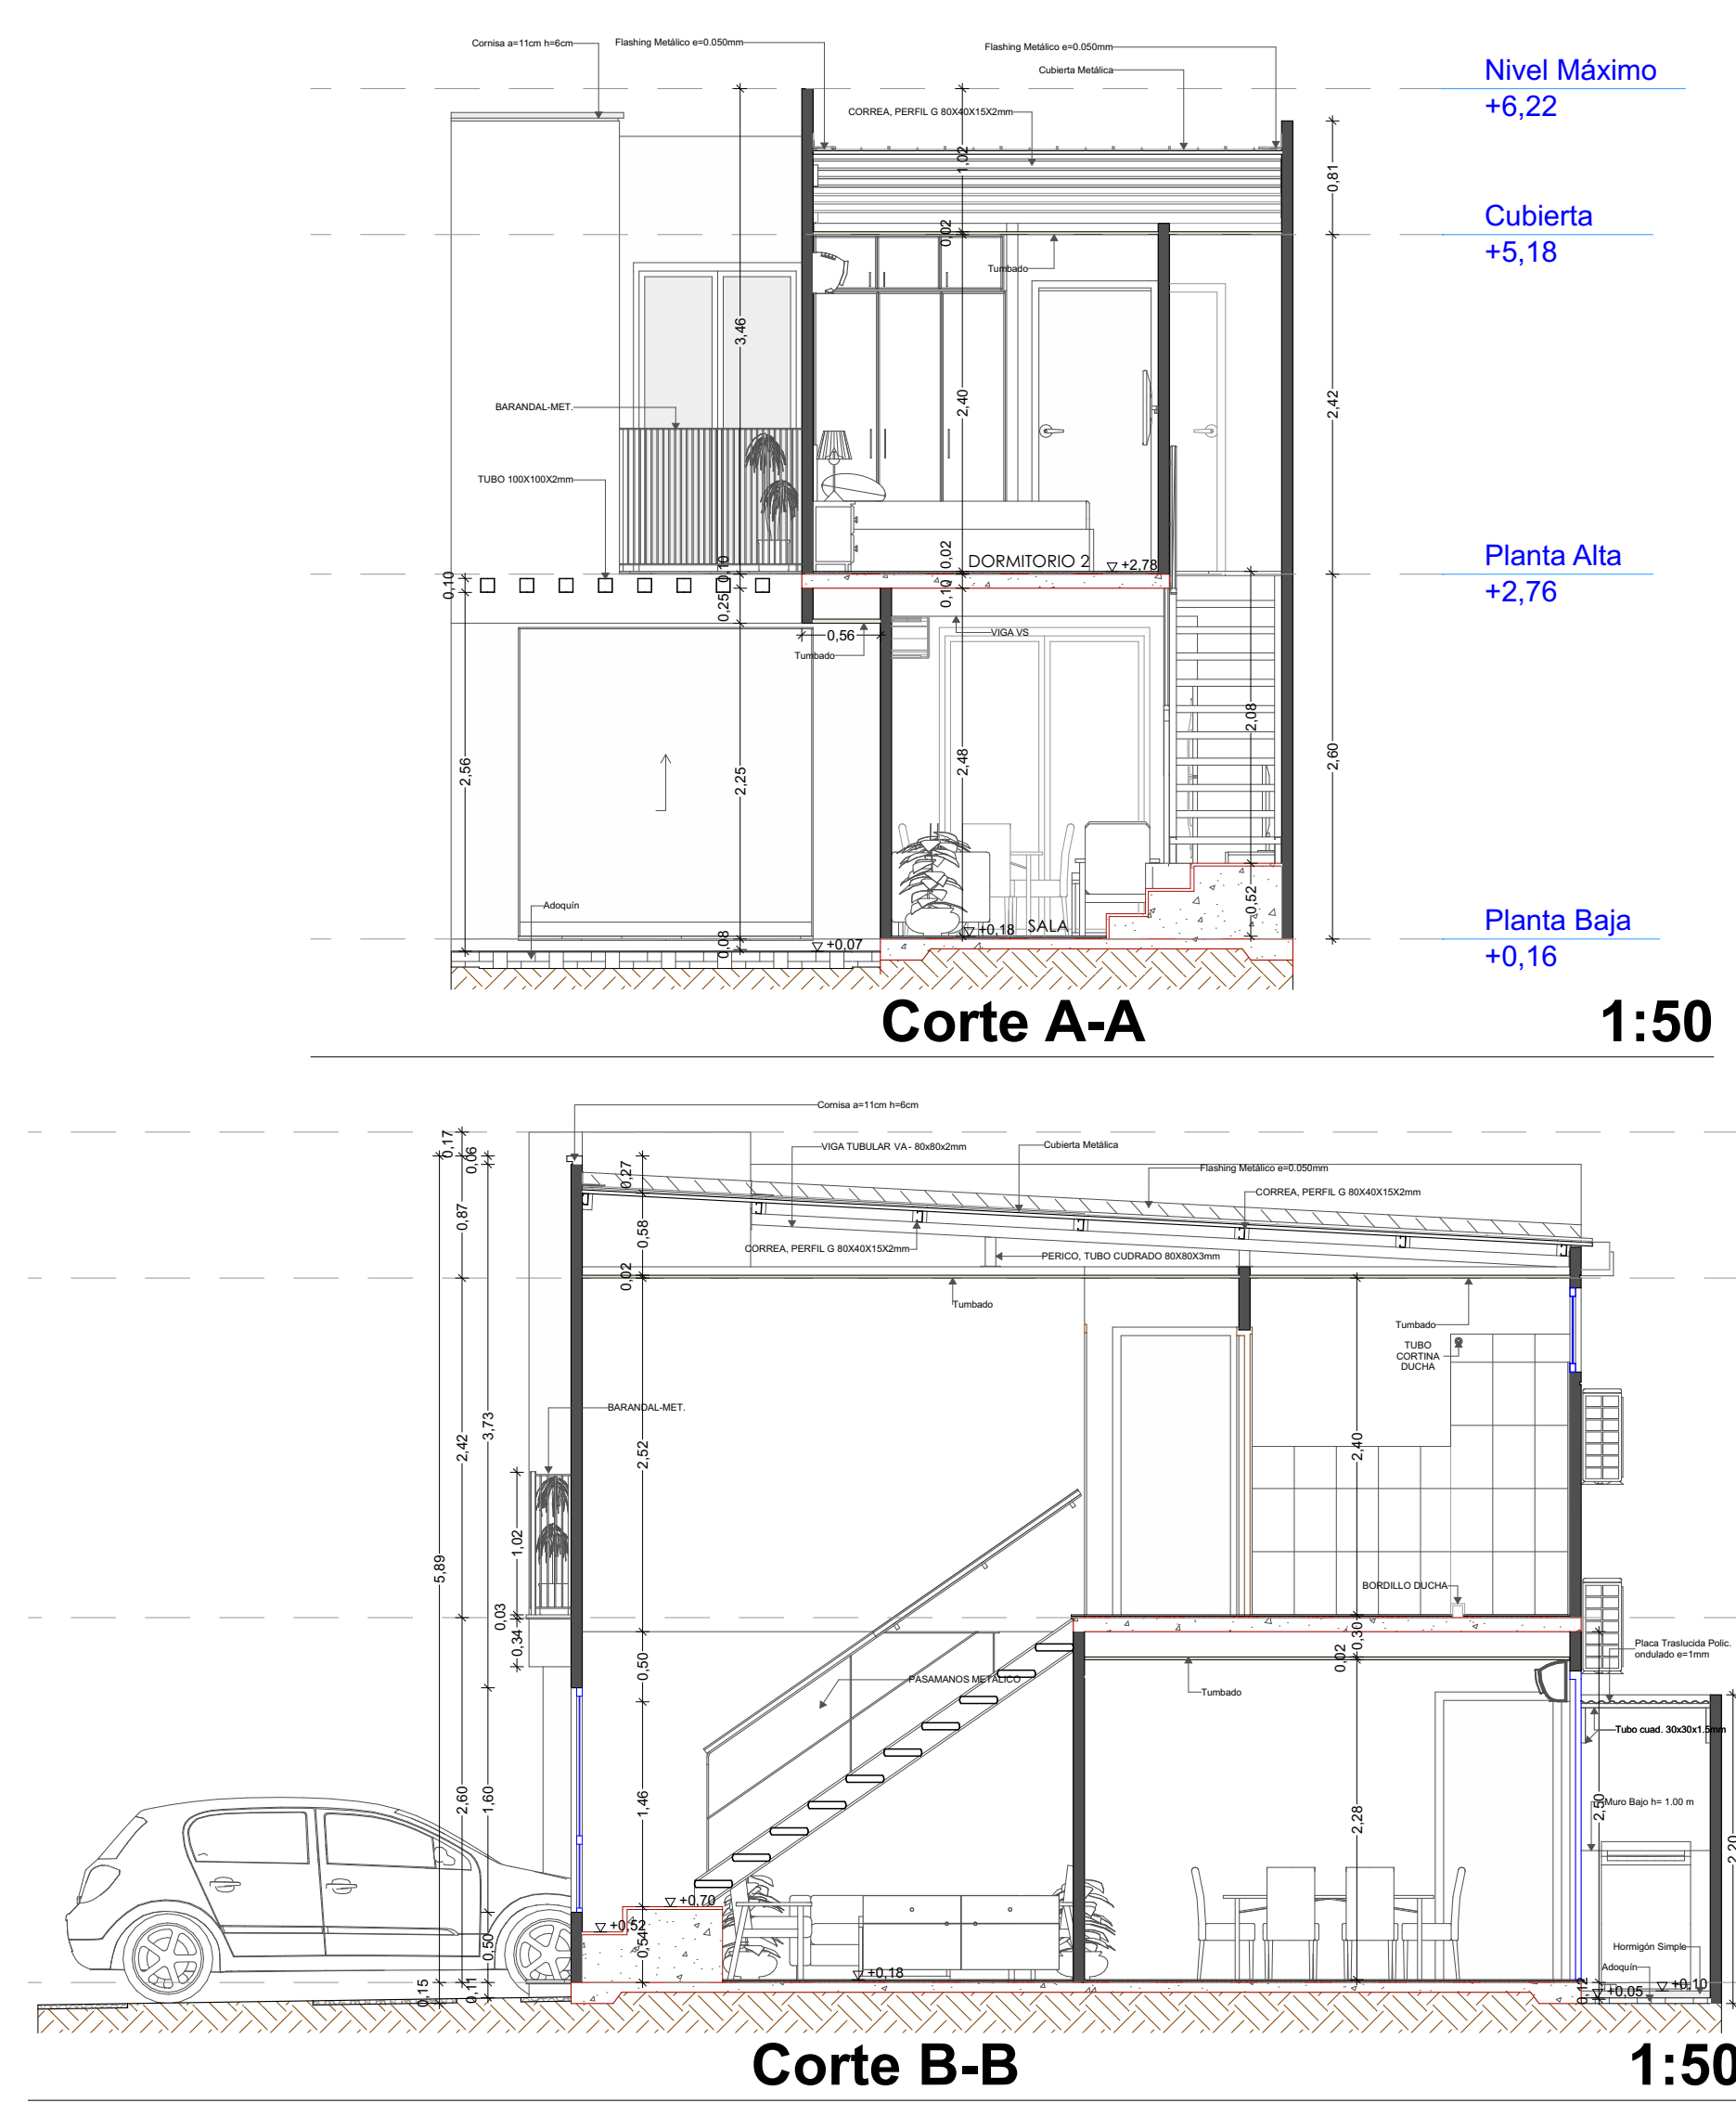 Cornisa a=11cm h=6cm
Flashing Metálico e=0.050mm
Flashing Metálico e=0.050mm
Cubierta Metálica
CORREA, PERFIL G 80X40X15X2mm
Nivel Máximo
+6,22
1,02
0,81
Cubierta
+5,18
0,02
Tumbado
3,46
2,40
2,42
BARANDAL-MET.
TUBO 100X100X2mm
0,10
0,10
0,02
0,10
DORMITORIO 2
+2,78
Planta Alta
+2,76
0,25
0,56
VIGA VS
Tumbado
2,56
2,25
2,48
2,08
2,60
0,52
Adoquín
0,08
+0,07
+0,18
SALA
Planta Baja
+0,16
Corte A-A
1:50
Cornisa a=11cm h=6cm
VIGA TUBULAR VA - 80x80x2mm
Cubierta Metálica
Flashing Metálico e=0.050mm
CORREA, PERFIL G 80X40X15X2mm
0,17
0,06
0,27
0,87
0,58
CORREA, PERFIL G 80X40X15X2mm
PERICO, TUBO CUDRADO 80X80X3mm
0,02
Tumbado
Tumbado
TUBO
CORTINA
DUCHA
BARANDAL-MET.
3,73
2,42
2,52
2,40
1,02
5,89
0,03
0,34
BORDILLO DUCHA
0,50
0,30
0,02
Placa Traslucida Polic.
ondulado e=1mm
PASAMANOS METÁLICO
Tumbado
Tubo cuad. 30x30x1.5mm
2,60
1,60
1,46
2,28
2,50
Muro Bajo h= 1.00 m
2,20
+0,70
+0,52
0,54
0,50
Hormigón Simple
Adoquín
+0,18
0,15
0,11
0,12
+0,05
+0,10
Corte B-B
1:50